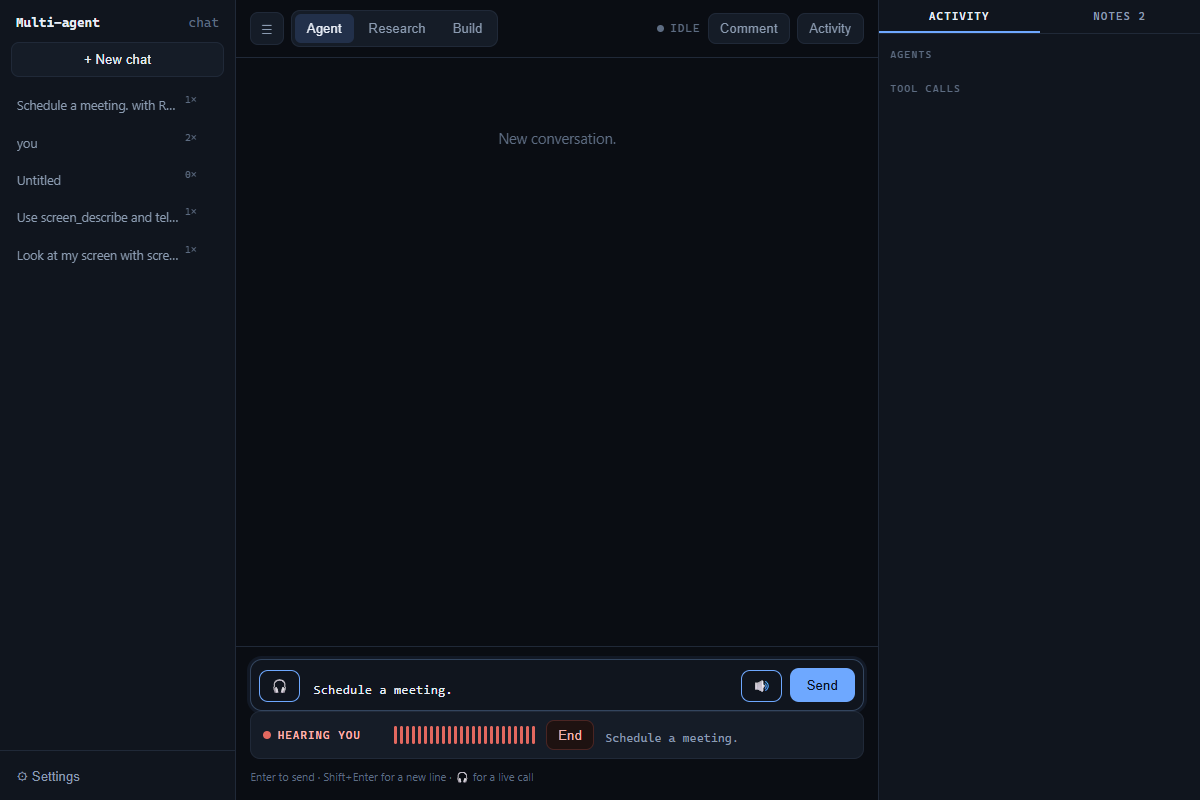 Multi-agent chat
+ New chat
Schedule a meeting. with R... 1×
you 2×
Untitled 0×
Use screen_describe and tel... 1×
Look at my screen with scre... 1×
⚙ Settings
☰ Agent Research Build
IDLE Comment Activity
New conversation.
Schedule a meeting. Send
HEARING YOU End Schedule a meeting.
Enter to send · Shift+Enter for a new line · 🎧 for a live call
ACTIVITY NOTES 2
AGENTS
TOOL CALLS